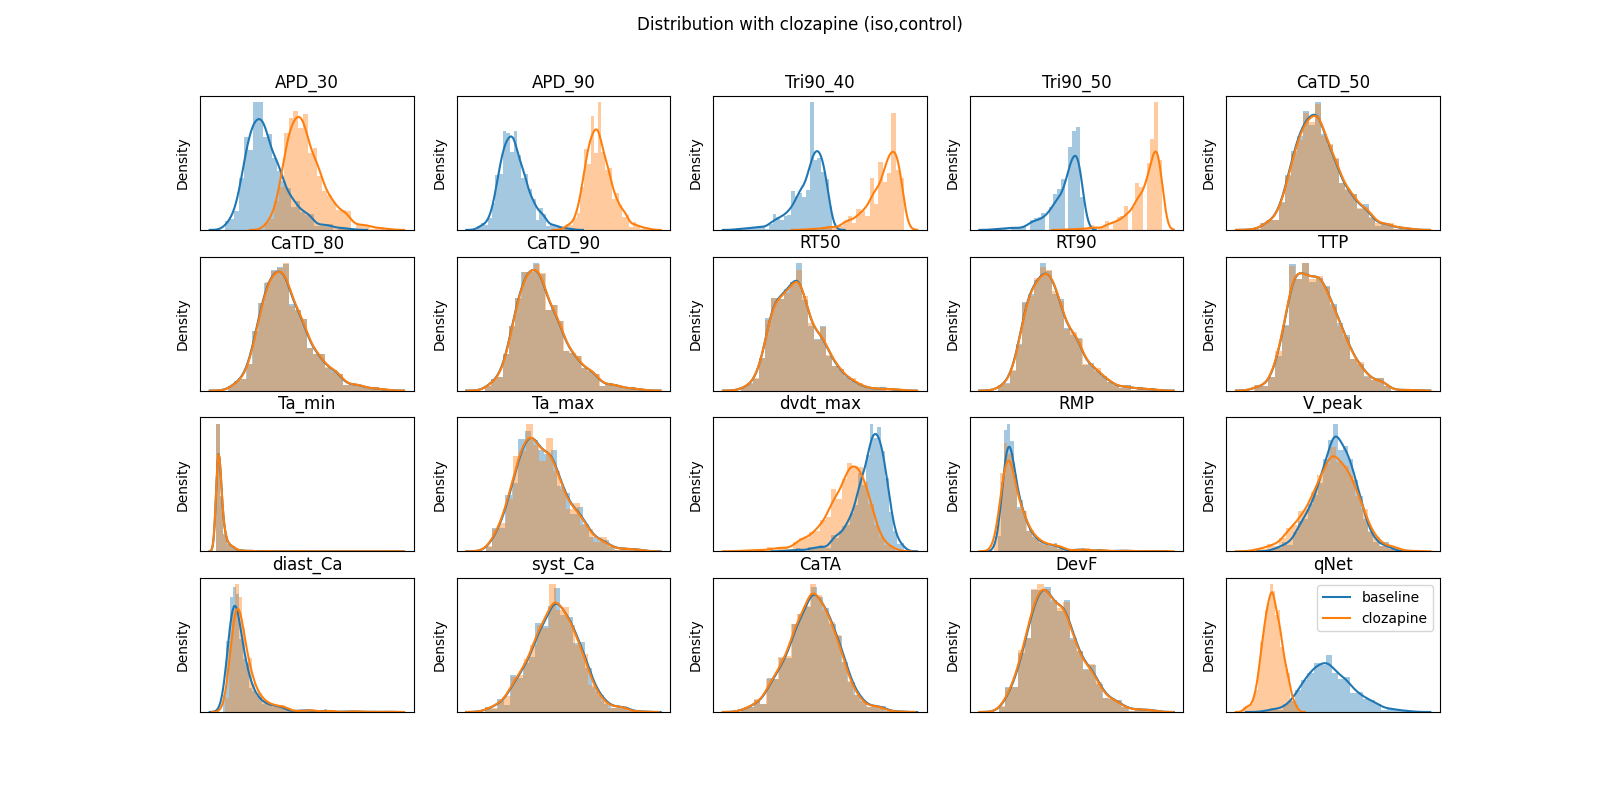 Distribution with clozapine (iso,control)
APD_30
APD_90
Tri90_40
Tri90_50
CaTD_50
Density
Density
Density
Density
Density
CaTD_80
CaTD_90
RT50
RT90
TTP
Density
Density
Density
Density
Density
Ta_min
Ta_max
dvdt_max
RMP
V_peak
Density
Density
Density
Density
Density
diast_Ca
syst_Ca
CaTA
DevF
qNet
Density
Density
Density
Density
Density
baseline
clozapine